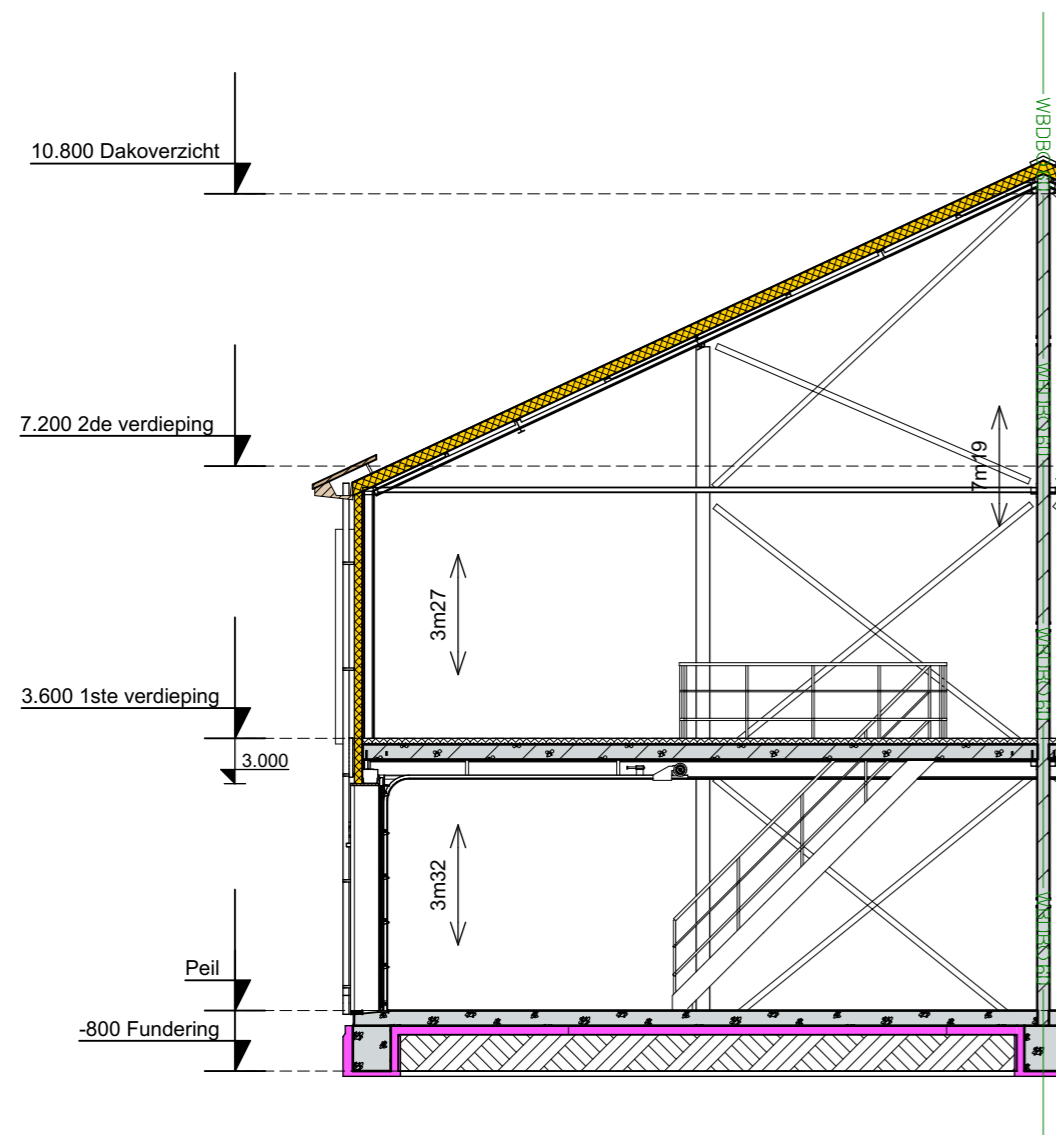 10.800 Dakoverzicht
7.200 2de verdieping
7m19
3m27
3.600 1ste verdieping
3.000
3m32
Peil
-800 Fundering